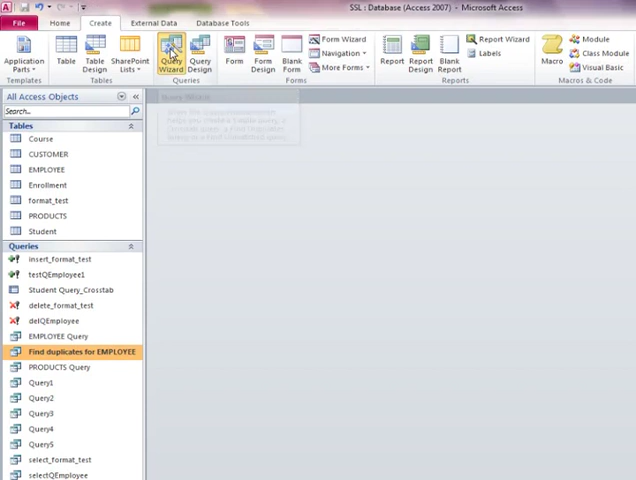 SSL : Database (Access 2007) - Microsoft Access
File Home Create External Data Database Tools
Application Parts
Table
Table Design
SharePoint Lists
Query Wizard
Query Design
Form
Form Design
Blank Form
Form Wizard
Navigation
More Forms
Report
Report Design
Blank Report
Report Wizard
Labels
Macro
Module
Class Module
Visual Basic
Templates Tables Queries Forms Reports Macros & Code
All Access Objects
Search...
Tables
Course
CUSTOMER
EMPLOYEE
Enrollment
format_test
PRODUCTS
Student
Queries
insert_format_test
testQEmployee1
Student Query_Crosstab
delete_format_test
delQEmployee
EMPLOYEE Query
Find duplicates for EMPLOYEE
PRODUCTS Query
Query1
Query2
Query3
Query4
Query5
select_format_test
selectQEmployee